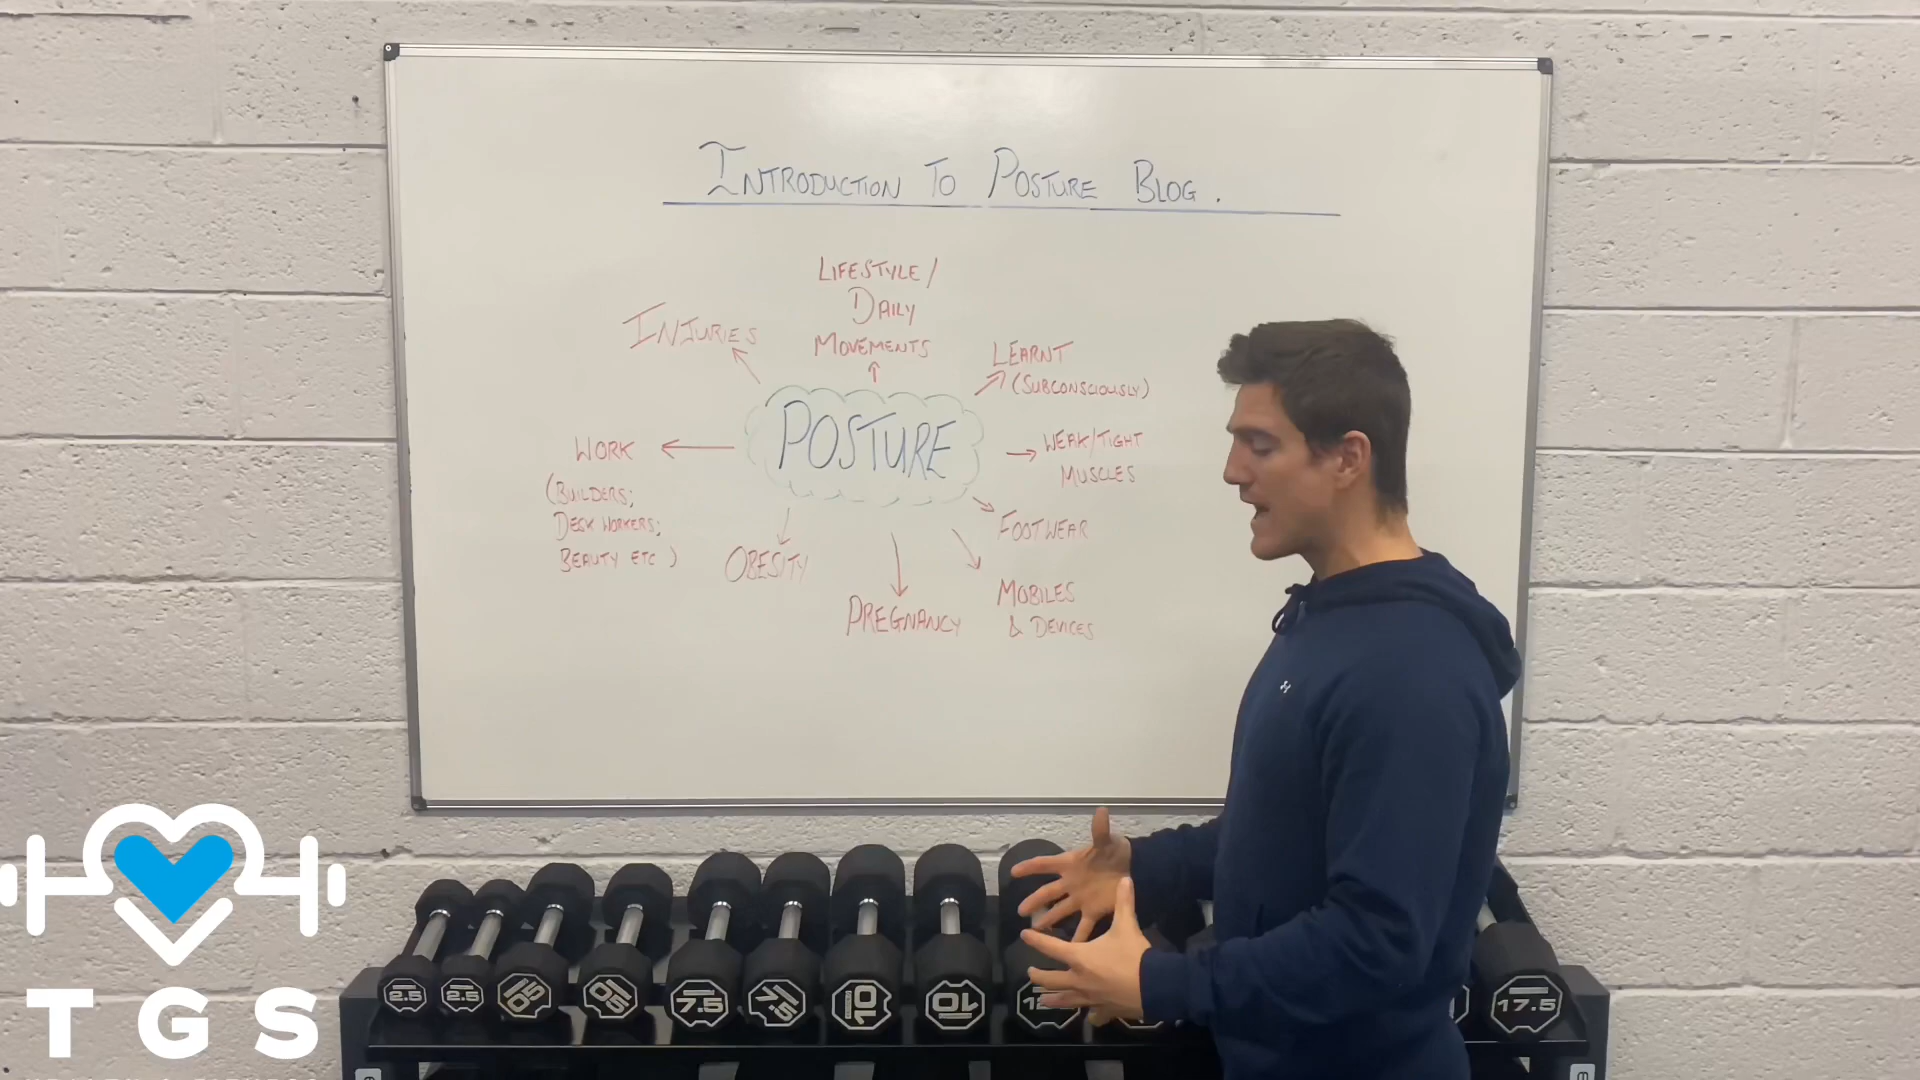 INTRODUCTION TO POSTURE BLOG.
LIFESTYLE/
DAILY
MOVEMENTS
INJURIES
LEARNT
(SUBCONSCIOUSLY)
POSTURE
WORK
(BUILDERS;
DESK WORKERS;
BEAUTY ETC)
WEAK/TIGHT
MUSCLES
FOOTWEAR
OBESITY
PREGNANCY
MOBILES
& DEVICES
TGS
2.5
2.5
05
05
7.5
7.5
10
10
17.5